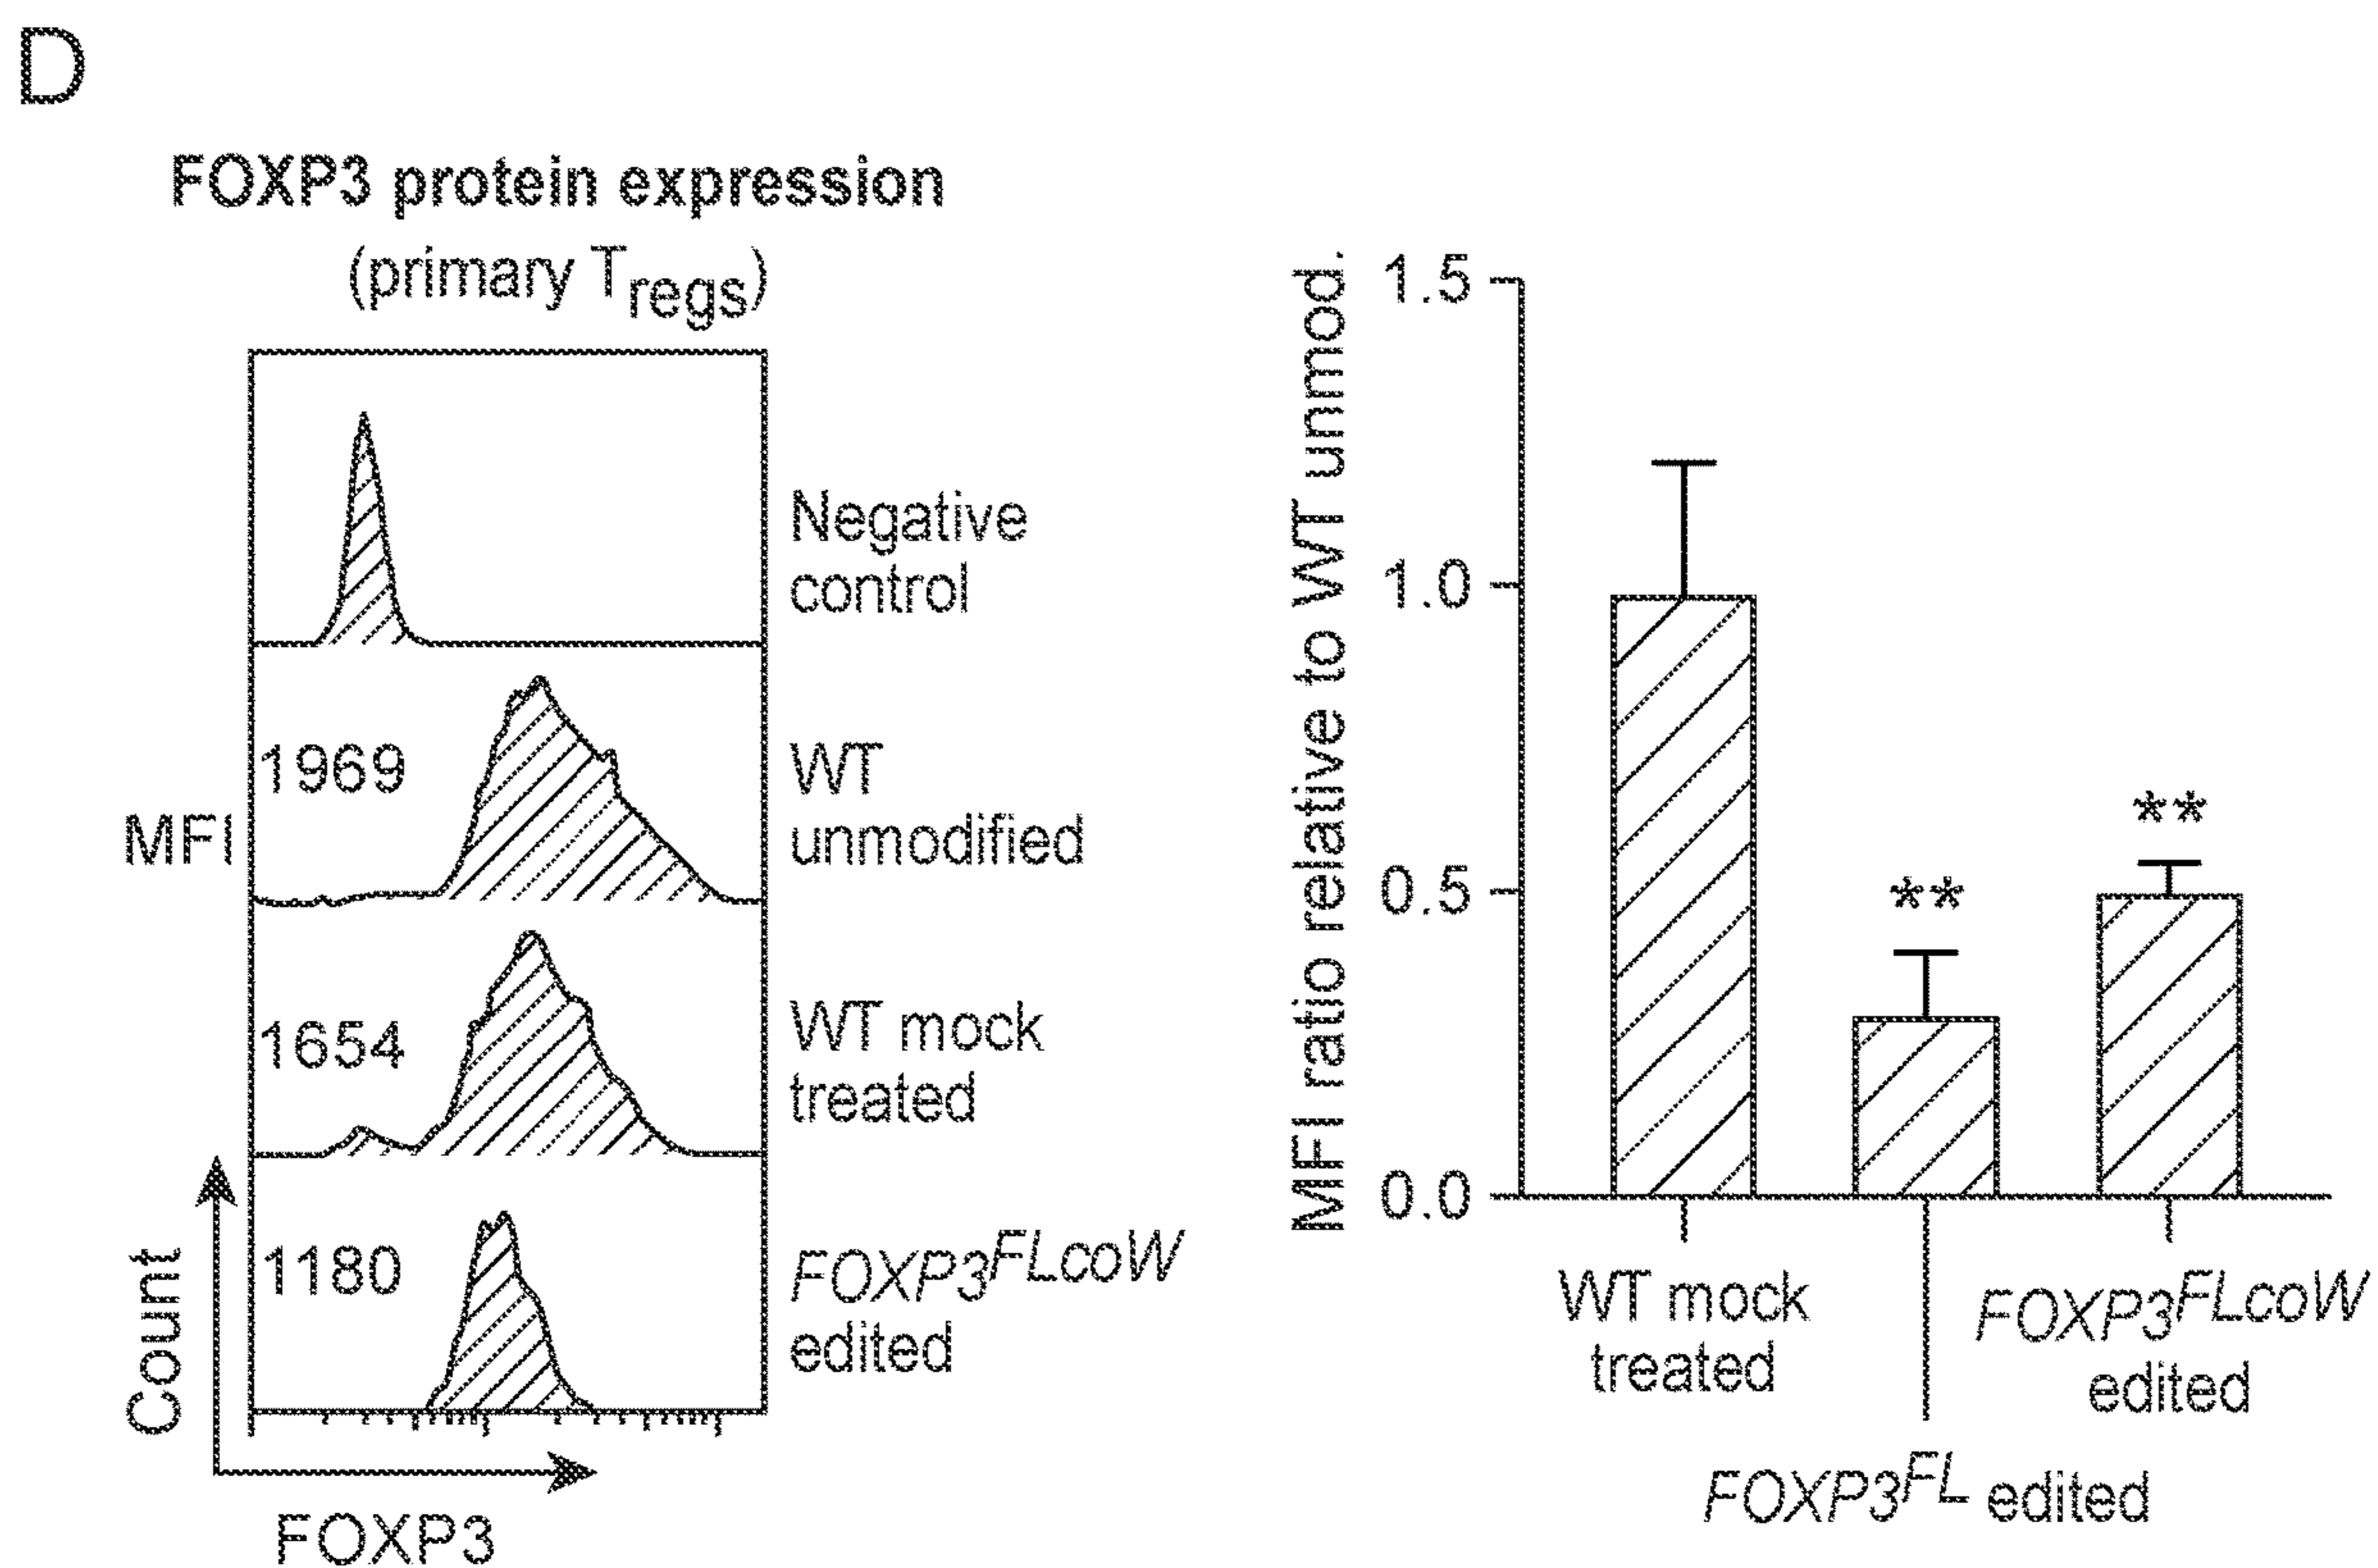 D
FOXP3 protein expression
(primary Tregs)
Negative
control
1969
WT
unmodified
MFI
1654
WT mock
treated
1180
FOXP3FLcoW
edited
Count
FOXP3
MFI ratio relative to WT unmod.
1.5
1.0
0.5
0.0
**
**
WT mock
treated
FOXP3FL edited
FOXP3FLcoW
edited